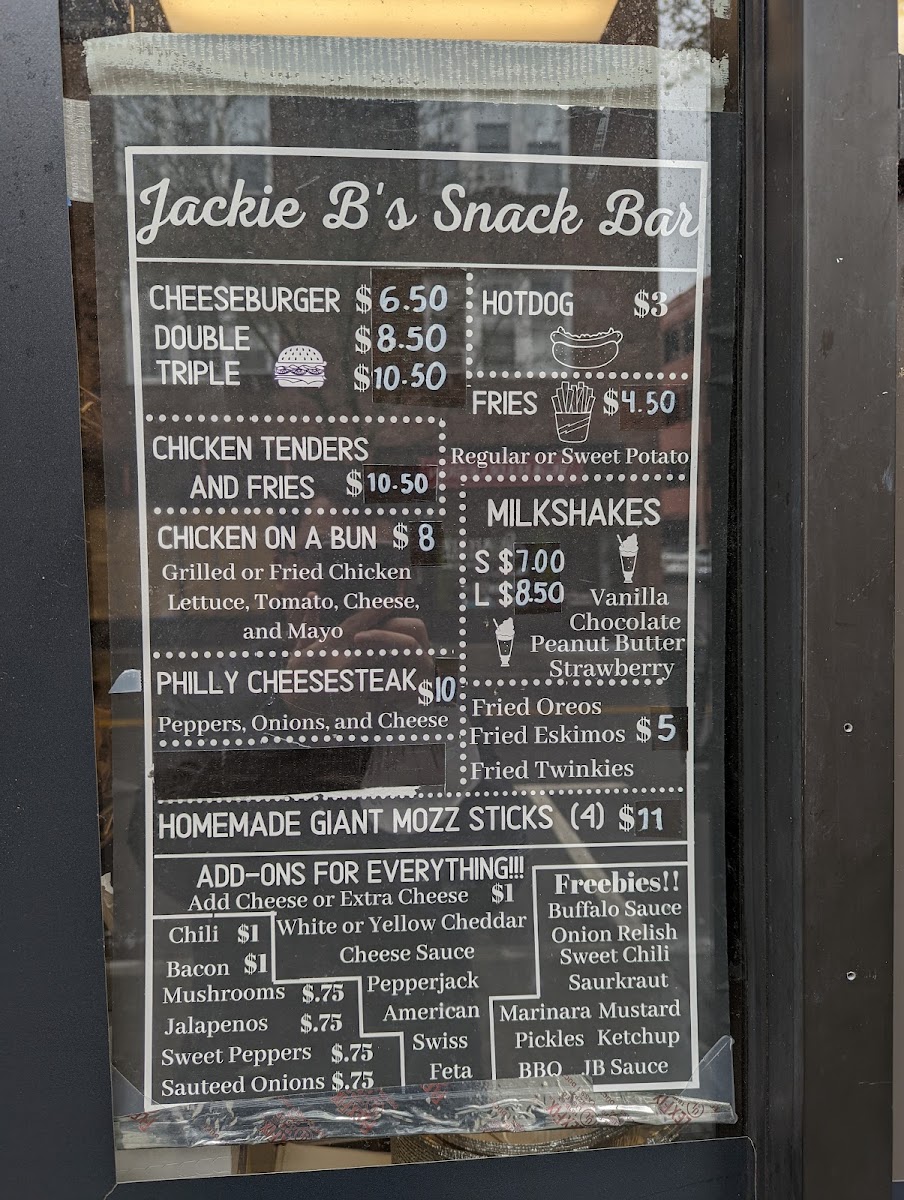 Jackie B's Snack Bar
CHEESEBURGER $6.50
DOUBLE $8.50
TRIPLE $10.50
HOTDOG $3
FRIES $4.50
Regular or Sweet Potato
CHICKEN TENDERS
AND FRIES $10.50
CHICKEN ON A BUN $8
Grilled or Fried Chicken
Lettuce, Tomato, Cheese,
and Mayo
MILKSHAKES
S $7.00
L $8.50
Vanilla
Chocolate
Peanut Butter
Strawberry
PHILLY CHEESESTEAK $10
Peppers, Onions, and Cheese
Fried Oreos
Fried Eskimos $5
Fried Twinkies
HOMEMADE GIANT MOZZ STICKS (4) $11
ADD-ONS FOR EVERYTHING!!!
Add Cheese or Extra Cheese $1
White or Yellow Cheddar
Cheese Sauce
Pepperjack
American
Swiss
Feta
Chili $1
Bacon $1
Mushrooms $.75
Jalapenos $.75
Sweet Peppers $.75
Sauteed Onions $.75
Freebies!!
Buffalo Sauce
Onion Relish
Sweet Chili
Saurkraut
Marinara Mustard
Pickles Ketchup
BBQ JB Sauce